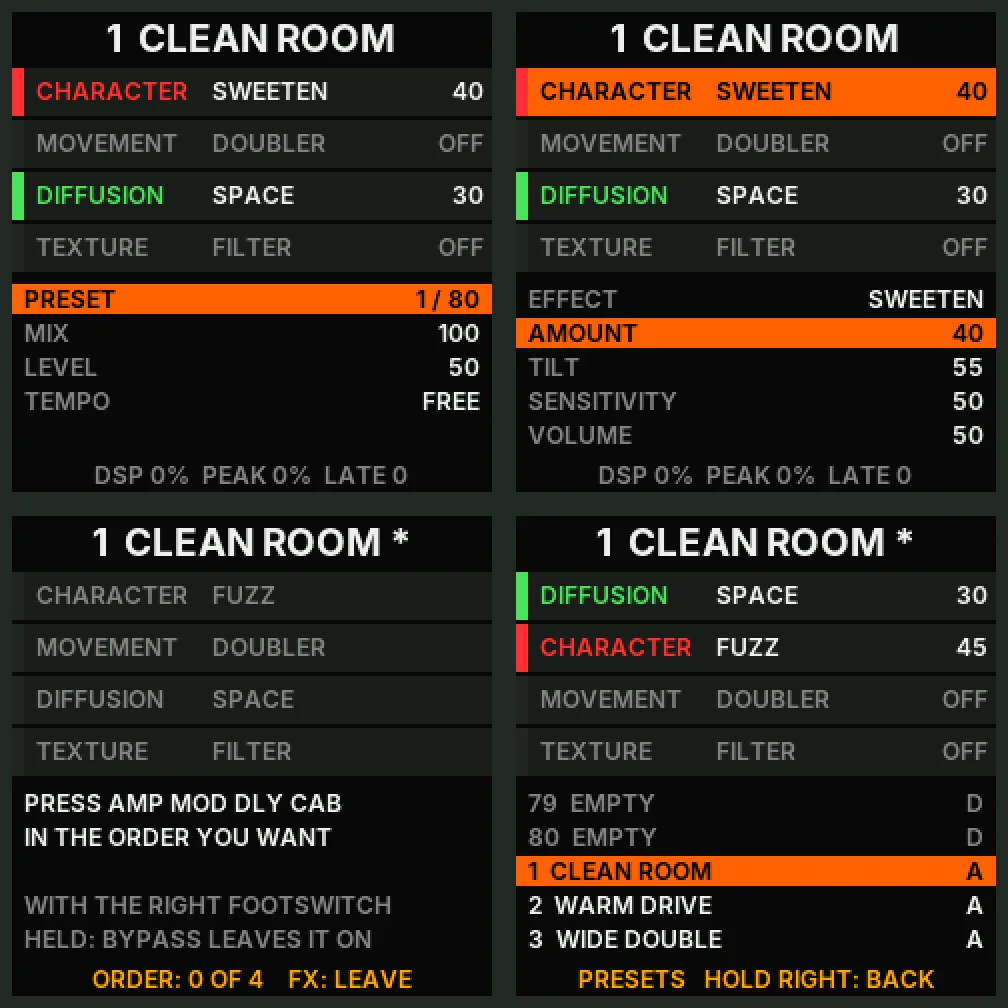 1 CLEAN ROOM
CHARACTER SWEETEN 40
MOVEMENT DOUBLER OFF
DIFFUSION SPACE 30
TEXTURE FILTER OFF
PRESET 1 / 80
MIX 100
LEVEL 50
TEMPO FREE
DSP 0% PEAK 0% LATE 0
1 CLEAN ROOM
CHARACTER SWEETEN 40
MOVEMENT DOUBLER OFF
DIFFUSION SPACE 30
TEXTURE FILTER OFF
EFFECT SWEETEN
AMOUNT 40
TILT 55
SENSITIVITY 50
VOLUME 50
DSP 0% PEAK 0% LATE 0
1 CLEAN ROOM *
CHARACTER FUZZ
MOVEMENT DOUBLER
DIFFUSION SPACE
TEXTURE FILTER
PRESS AMP MOD DLY CAB
IN THE ORDER YOU WANT
WITH THE RIGHT FOOTSWITCH
HELD: BYPASS LEAVES IT ON
ORDER: 0 OF 4 FX: LEAVE
1 CLEAN ROOM *
DIFFUSION SPACE 30
CHARACTER FUZZ 45
MOVEMENT DOUBLER OFF
TEXTURE FILTER OFF
79 EMPTY D
80 EMPTY D
1 CLEAN ROOM A
2 WARM DRIVE A
3 WIDE DOUBLE A
PRESETS HOLD RIGHT: BACK